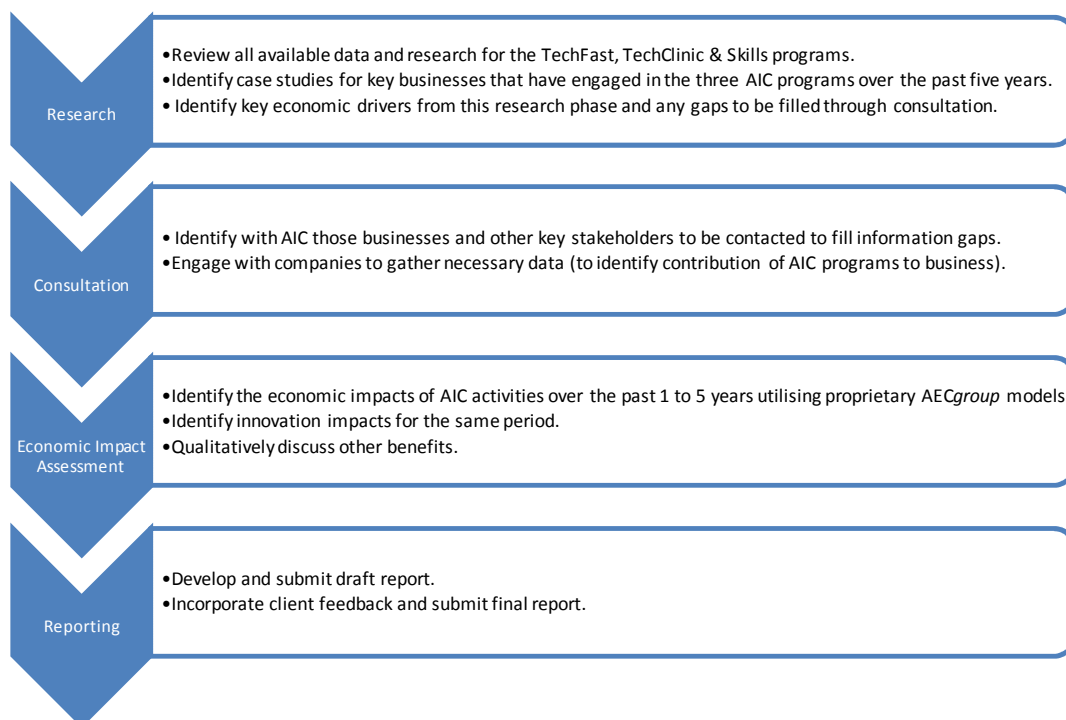 Research
•Review all available data and research for the TechFast, TechClinic & Skills programs.
•Identify case studies for key businesses that have engaged in the three AIC programs over the past five years.
• Identify key economic drivers from this research phase and any gaps to be filled through consultation.
Consultation
• Identify with AIC those businesses and other key stakeholders to be contacted to fill information gaps.
•Engage with companies to gather necessary data (to identify contribution of AIC programs to business).
Economic Impact
Assessment
•Identify the economic impacts of AIC activities over the past 1 to 5 years utilising proprietary AECgroup models
•Identify innovation impacts for the same period.
•Qualitatively discuss other benefits.
Reporting
•Develop and submit draft report.
•Incorporate client feedback and submit final report.